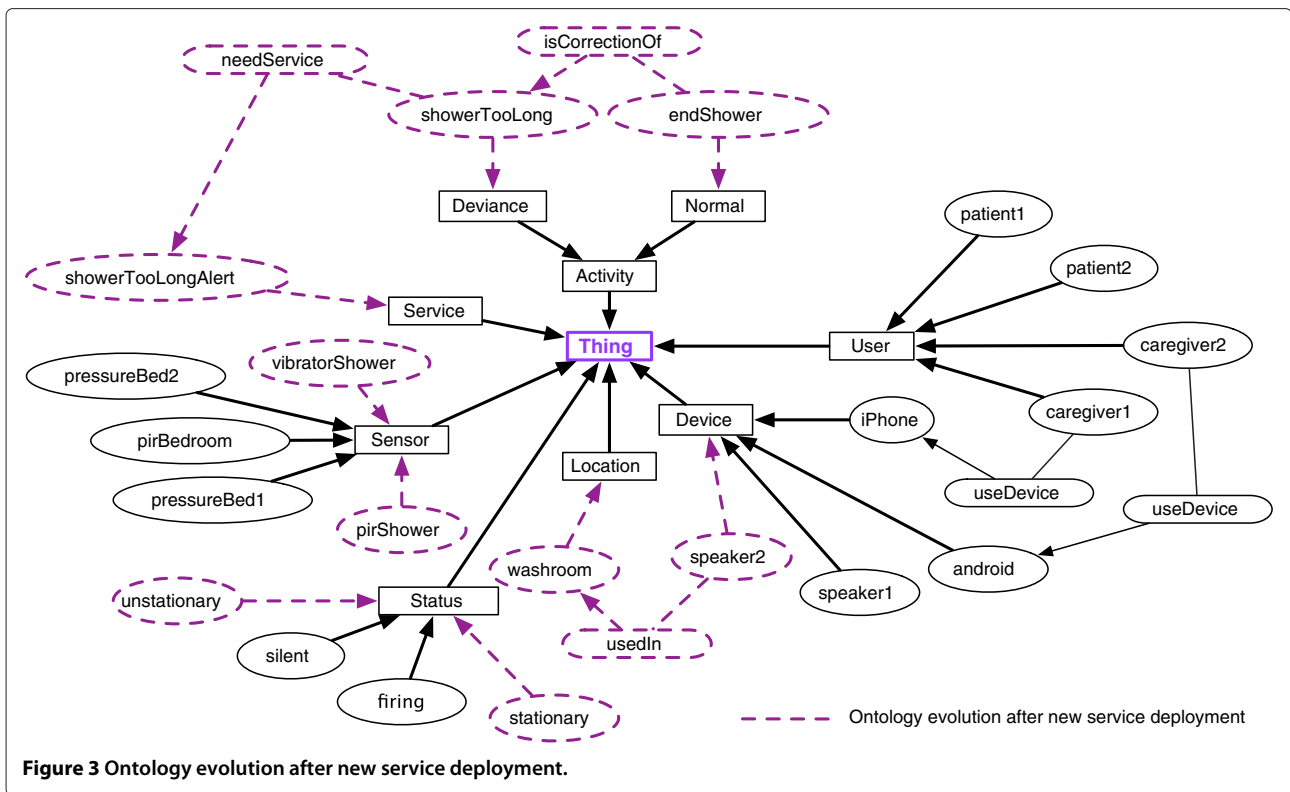 isCorrectionOf
needService
showerTooLong
endShower
Deviance
Normal
patient1
showerTooLongAlert
Activity
patient2
Service
Thing
User
caregiver2
vibratorShower
pressureBed2
pirBedroom
Sensor
Device
iPhone
caregiver1
Location
pressureBed1
useDevice
useDevice
pirShower
washroom
speaker2
android
unstationary
Status
speaker1
silent
usedIn
firing
stationary
Ontology evolution after new service deployment
Figure 3 Ontology evolution after new service deployment.